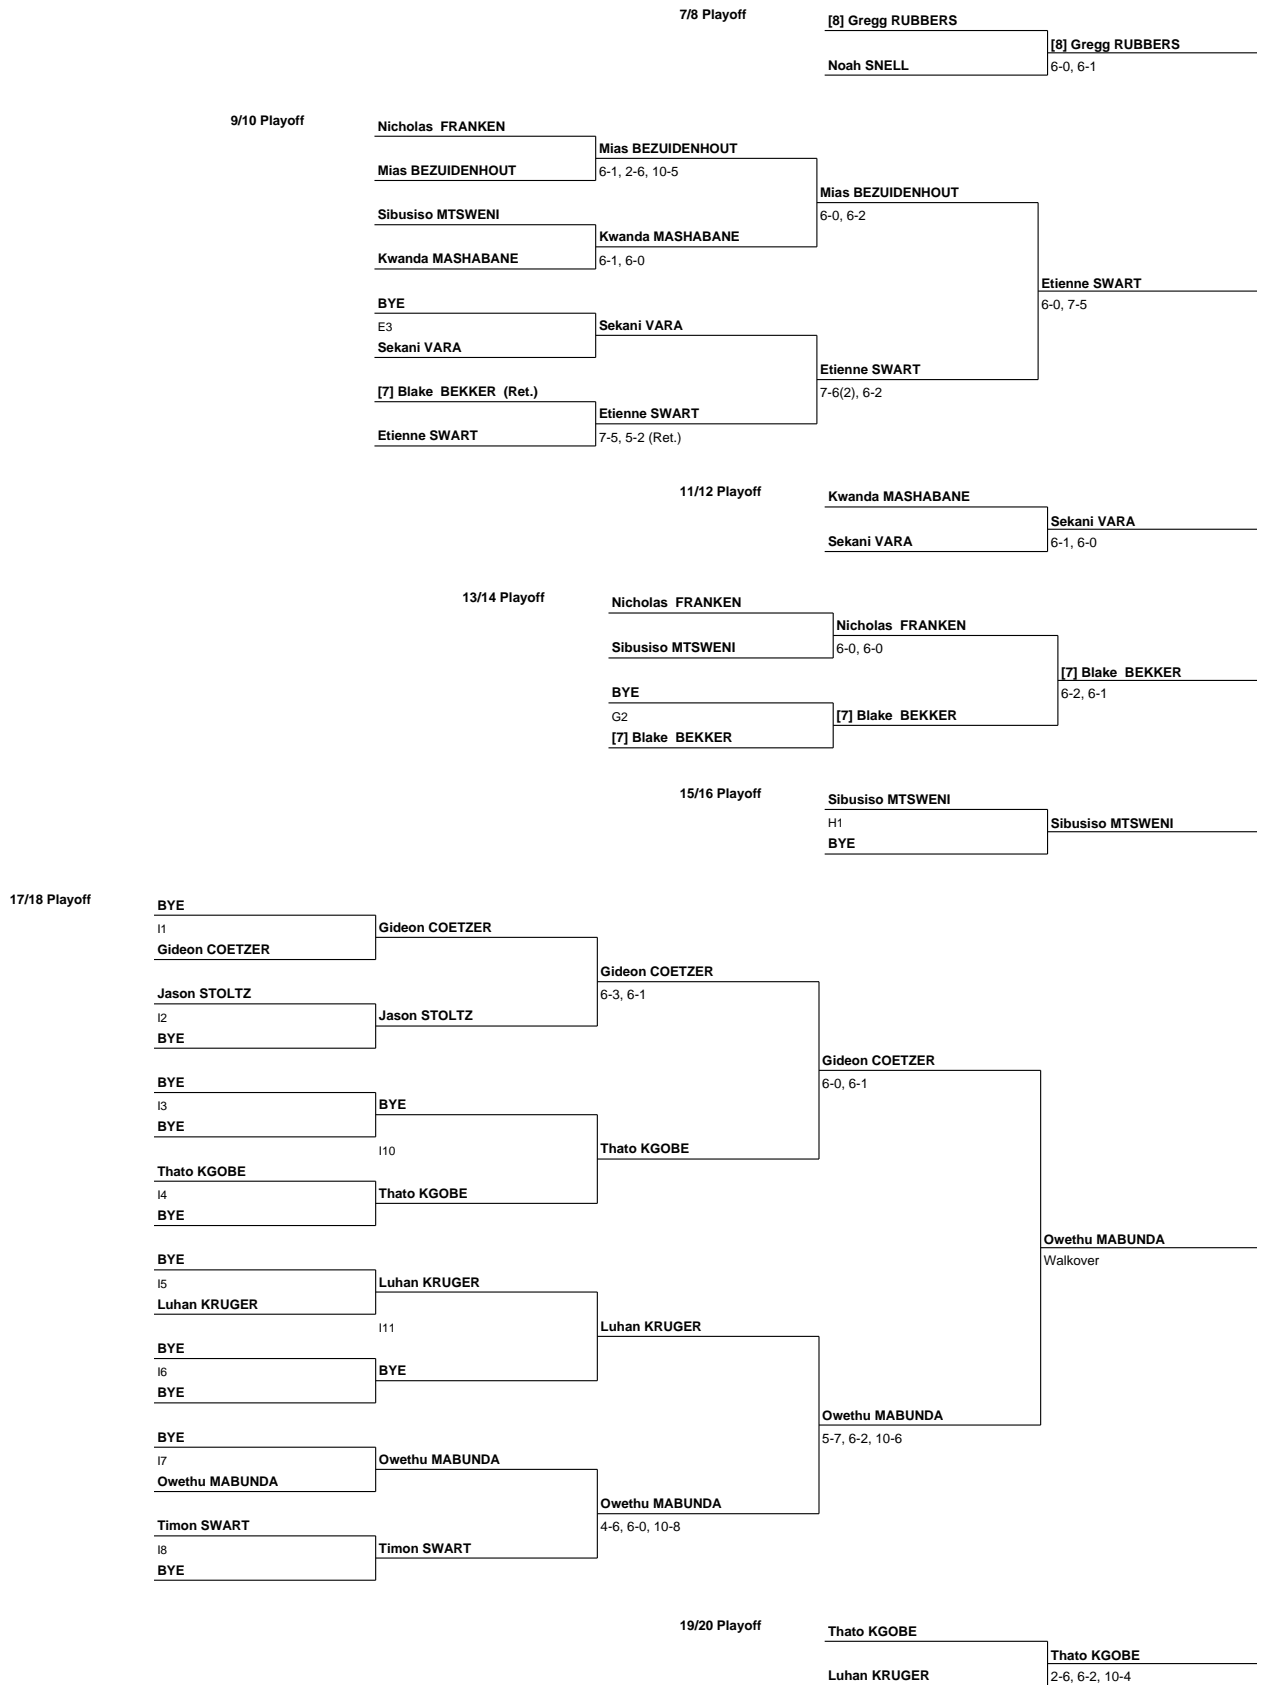 7/8 Playoff
[8] Gregg RUBBERS
[8] Gregg RUBBERS
Noah SNELL
6-0, 6-1
9/10 Playoff
Nicholas FRANKEN
Mias BEZUIDENHOUT
Mias BEZUIDENHOUT
6-1, 2-6, 10-5
Mias BEZUIDENHOUT
Sibusiso MTSWENI
6-0, 6-2
Kwanda MASHABANE
Kwanda MASHABANE
6-1, 6-0
Etienne SWART
BYE
6-0, 7-5
E3
Sekani VARA
Sekani VARA
Etienne SWART
[7] Blake BEKKER (Ret.)
7-6(2), 6-2
Etienne SWART
Etienne SWART
7-5, 5-2 (Ret.)
11/12 Playoff
Kwanda MASHABANE
Sekani VARA
Sekani VARA
6-1, 6-0
13/14 Playoff
Nicholas FRANKEN
Nicholas FRANKEN
Sibusiso MTSWENI
6-0, 6-0
[7] Blake BEKKER
BYE
6-2, 6-1
G2
[7] Blake BEKKER
[7] Blake BEKKER
15/16 Playoff
Sibusiso MTSWENI
H1
Sibusiso MTSWENI
BYE
17/18 Playoff
BYE
I1
Gideon COETZER
Gideon COETZER
Gideon COETZER
Jason STOLTZ
6-3, 6-1
I2
Jason STOLTZ
BYE
Gideon COETZER
BYE
6-0, 6-1
I3
BYE
BYE
I10
Thato KGOBE
Thato KGOBE
I4
Thato KGOBE
BYE
Owethu MABUNDA
BYE
Walkover
I5
Luhan KRUGER
Luhan KRUGER
I11
Luhan KRUGER
BYE
I6
BYE
BYE
Owethu MABUNDA
BYE
5-7, 6-2, 10-6
I7
Owethu MABUNDA
Owethu MABUNDA
Owethu MABUNDA
Timon SWART
4-6, 6-0, 10-8
I8
Timon SWART
BYE
19/20 Playoff
Thato KGOBE
Thato KGOBE
Luhan KRUGER
2-6, 6-2, 10-4